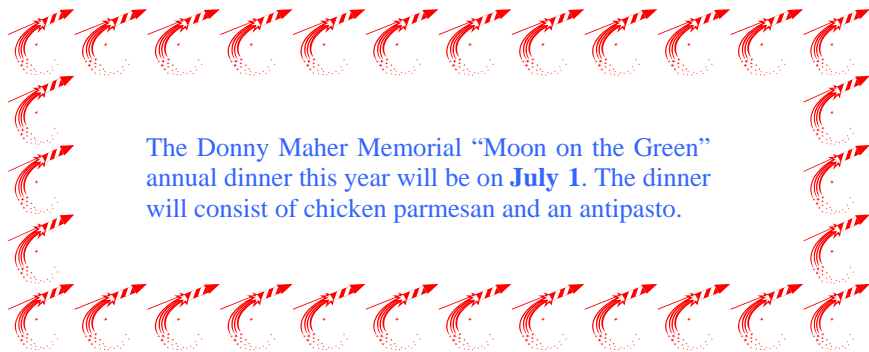 The Donny Maher Memorial “Moon on the Green”
annual dinner this year will be on July 1. The dinner
will consist of chicken parmesan and an antipasto.